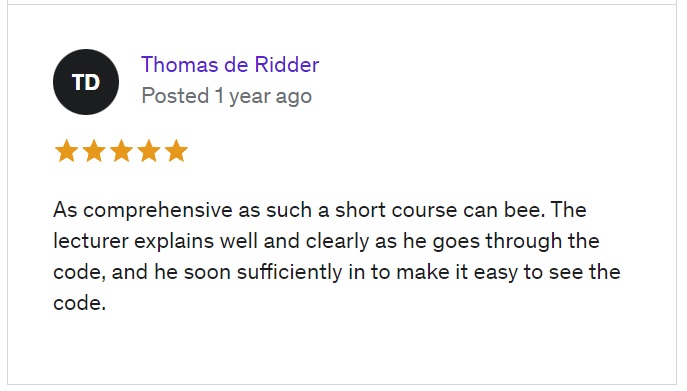 TD
Thomas de Ridder
Posted 1 year ago
As comprehensive as such a short course can bee. The
lecturer explains well and clearly as he goes through the
code, and he soon sufficiently in to make it easy to see the
code.